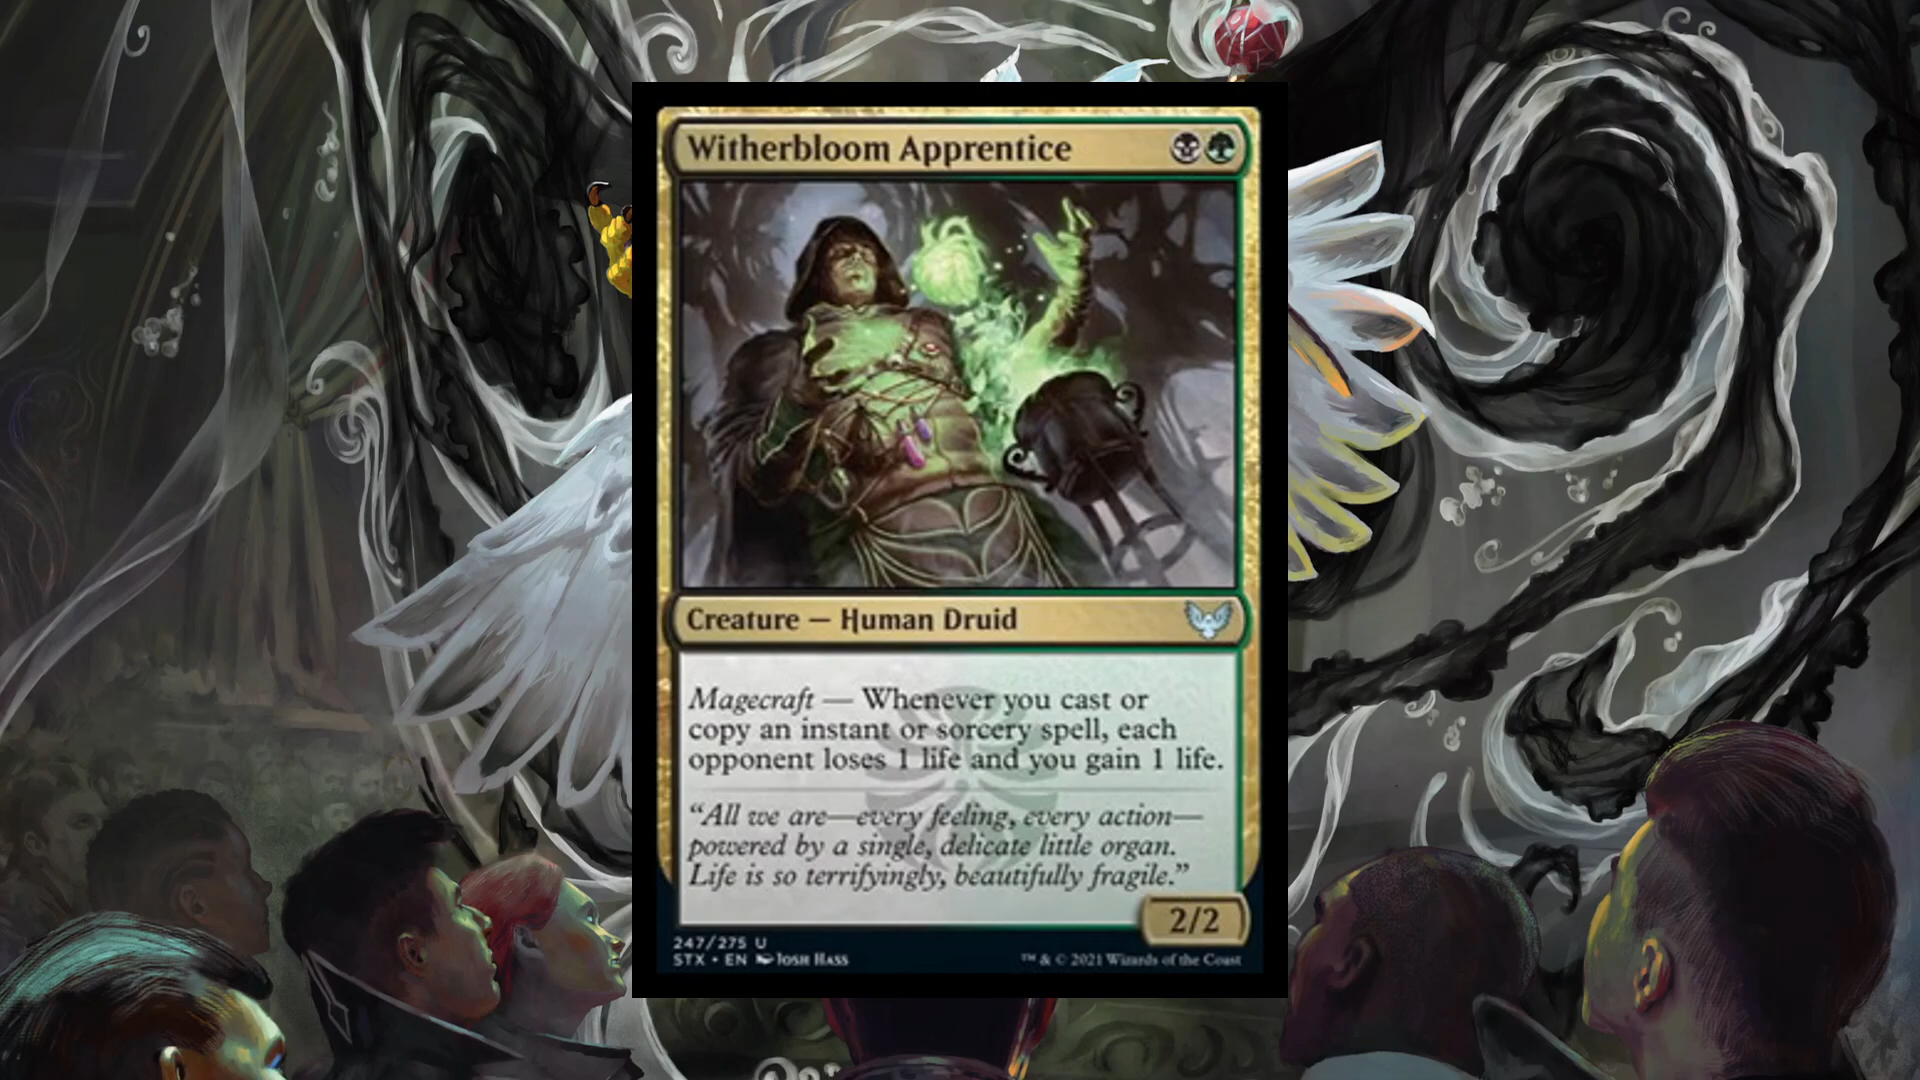 Witherbloom Apprentice
Creature — Human Druid
Magecraft — Whenever you cast or
copy an instant or sorcery spell, each
opponent loses 1 life and you gain 1 life.
“All we are—every feeling, every action—
powered by a single, delicate little organ.
Life is so terrifyingly, beautifully fragile.”
2/2
247/275 U
STX • EN Josh Hass
™ & © 2021 Wizards of the Coast